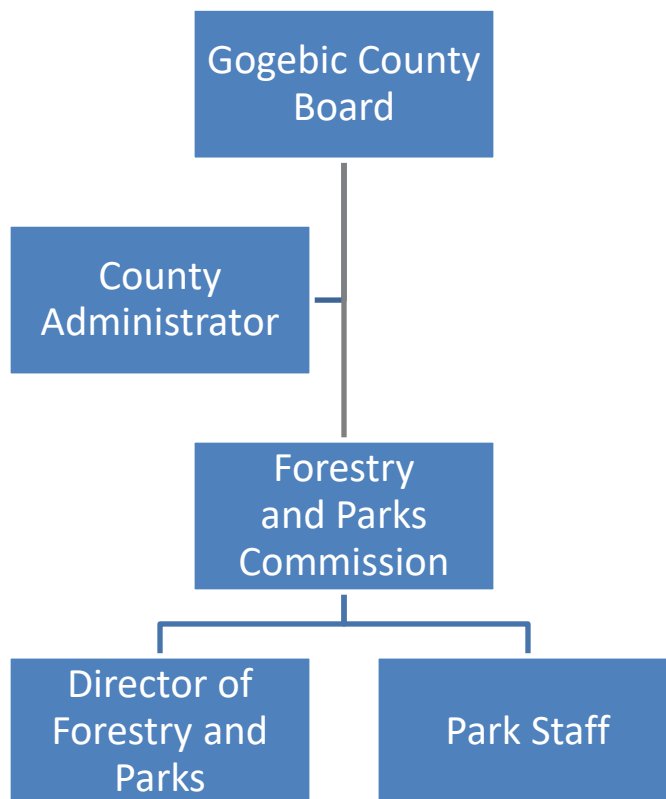 Gogebic County
Board
County
Administrator
Forestry
and Parks
Commission
Director of
Forestry and
Parks
Park Staff